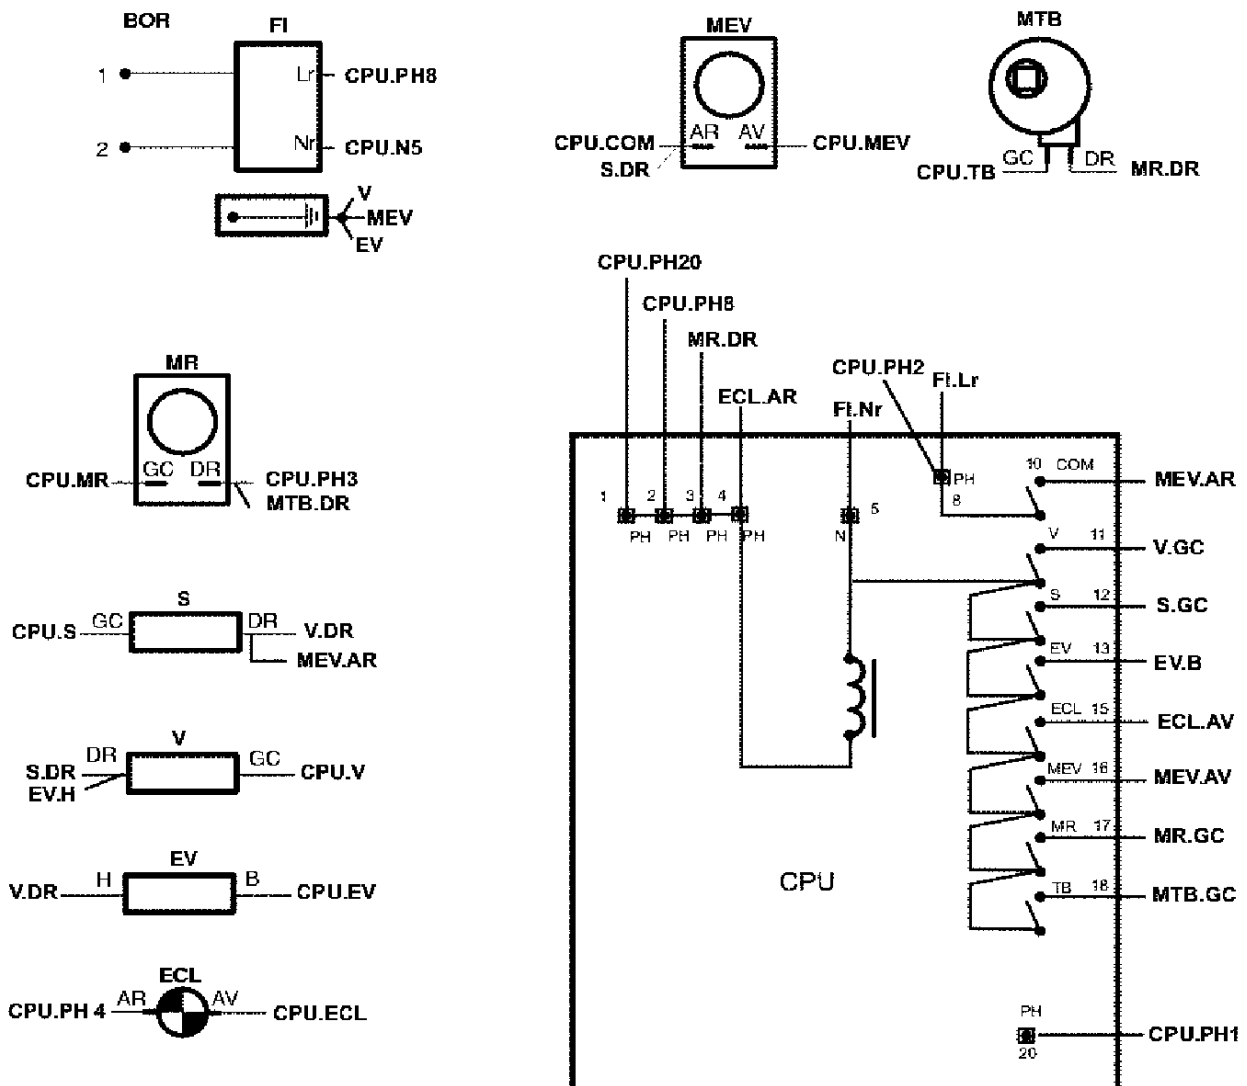 BOR
FI
1
Lr
CPU.PH8
2
Nr
CPU.N5
V
MEV
EV
MEV
CPU.COM
AR
AV
CPU.MEV
S.DR
MTB
CPU.TB
GC
DR
MR.DR
MR
CPU.MR
GC
DR
CPU.PH3
MTB.DR
S
CPU.S
GC
DR
V.DR
MEV.AR
V
DR
GC
S.DR
CPU.V
EV.H
EV
V.DR
H
B
CPU.EV
ECL
CPU.PH 4
AR
AV
CPU.ECL
CPU.PH20
CPU.PH8
MR.DR
ECL.AR
FI.Nr
CPU.PH2
FI.Lr
1
2
3
4
5
8
PH
PH
PH
PH
N
PH
10 COM
MEV.AR
V 11
V.GC
S 12
S.GC
EV 13
EV.B
ECL 15
ECL.AV
MEV 16
MEV.AV
MR 17
MR.GC
TB 18
MTB.GC
CPU
PH
20
CPU.PH1